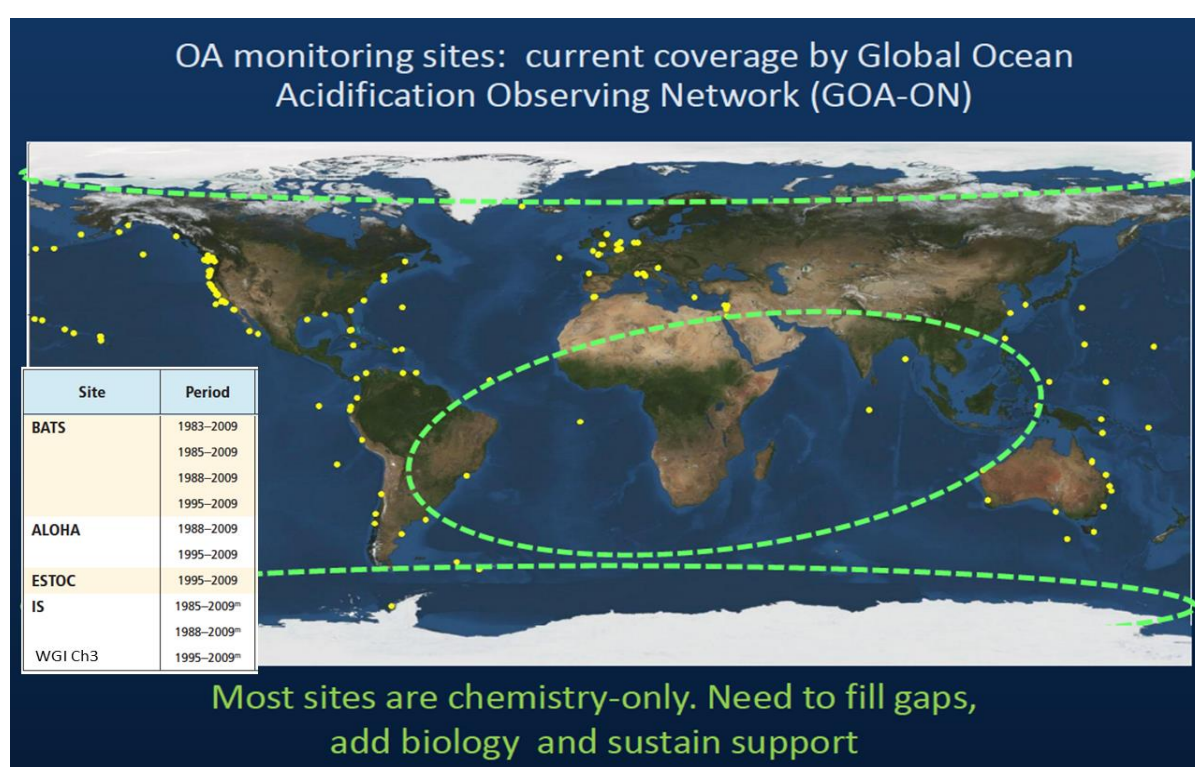 OA monitoring sites: current coverage by Global Ocean
Acidification Observing Network (GOA-ON)
Site Period
BATS 1983–2009
1985–2009
1988–2009
1995–2009
ALOHA 1988–2009
1995–2009
ESTOC 1995–2009
IS 1985–2009ᵐ
1988–2009ᵐ
WGI Ch3 1995–2009ᵐ
Most sites are chemistry-only. Need to fill gaps,
add biology and sustain support